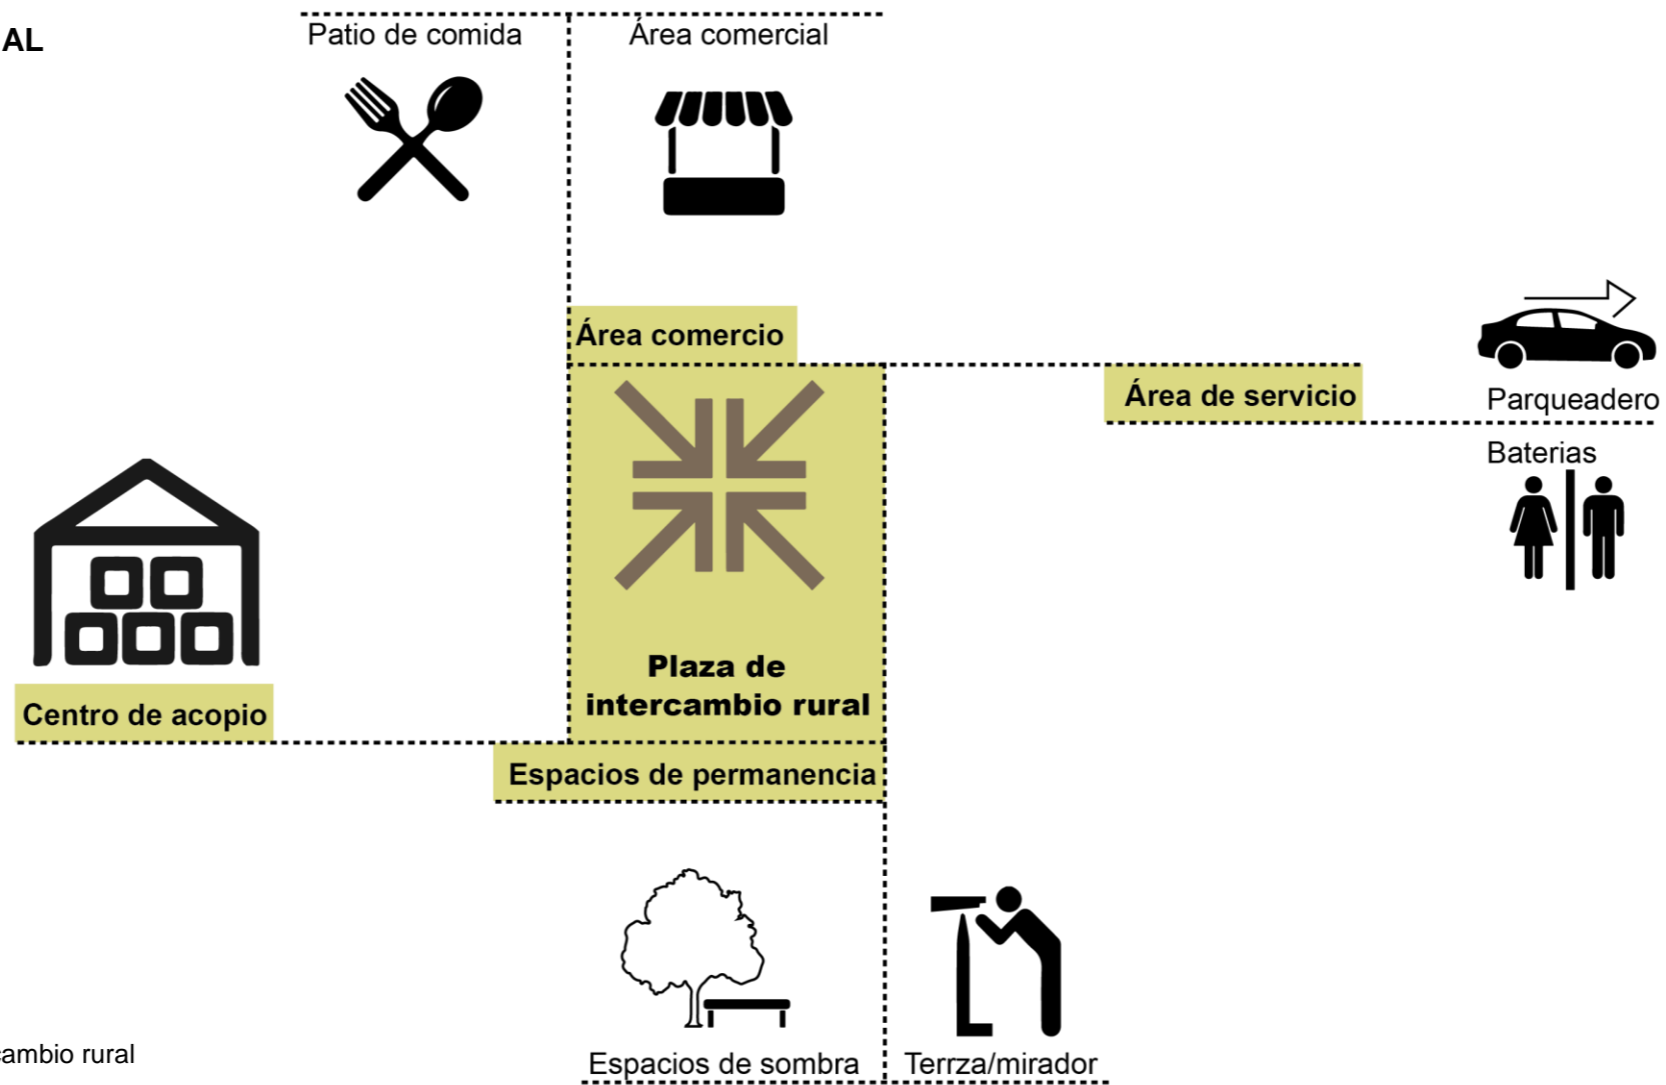 AL
Patio de comida
Área comercial
Área comercio
Área de servicio
Parqueadero
Baterias
Plaza de
intercambio rural
Centro de acopio
Espacios de permanencia
Espacios de sombra
Terrza/mirador
ambio rural